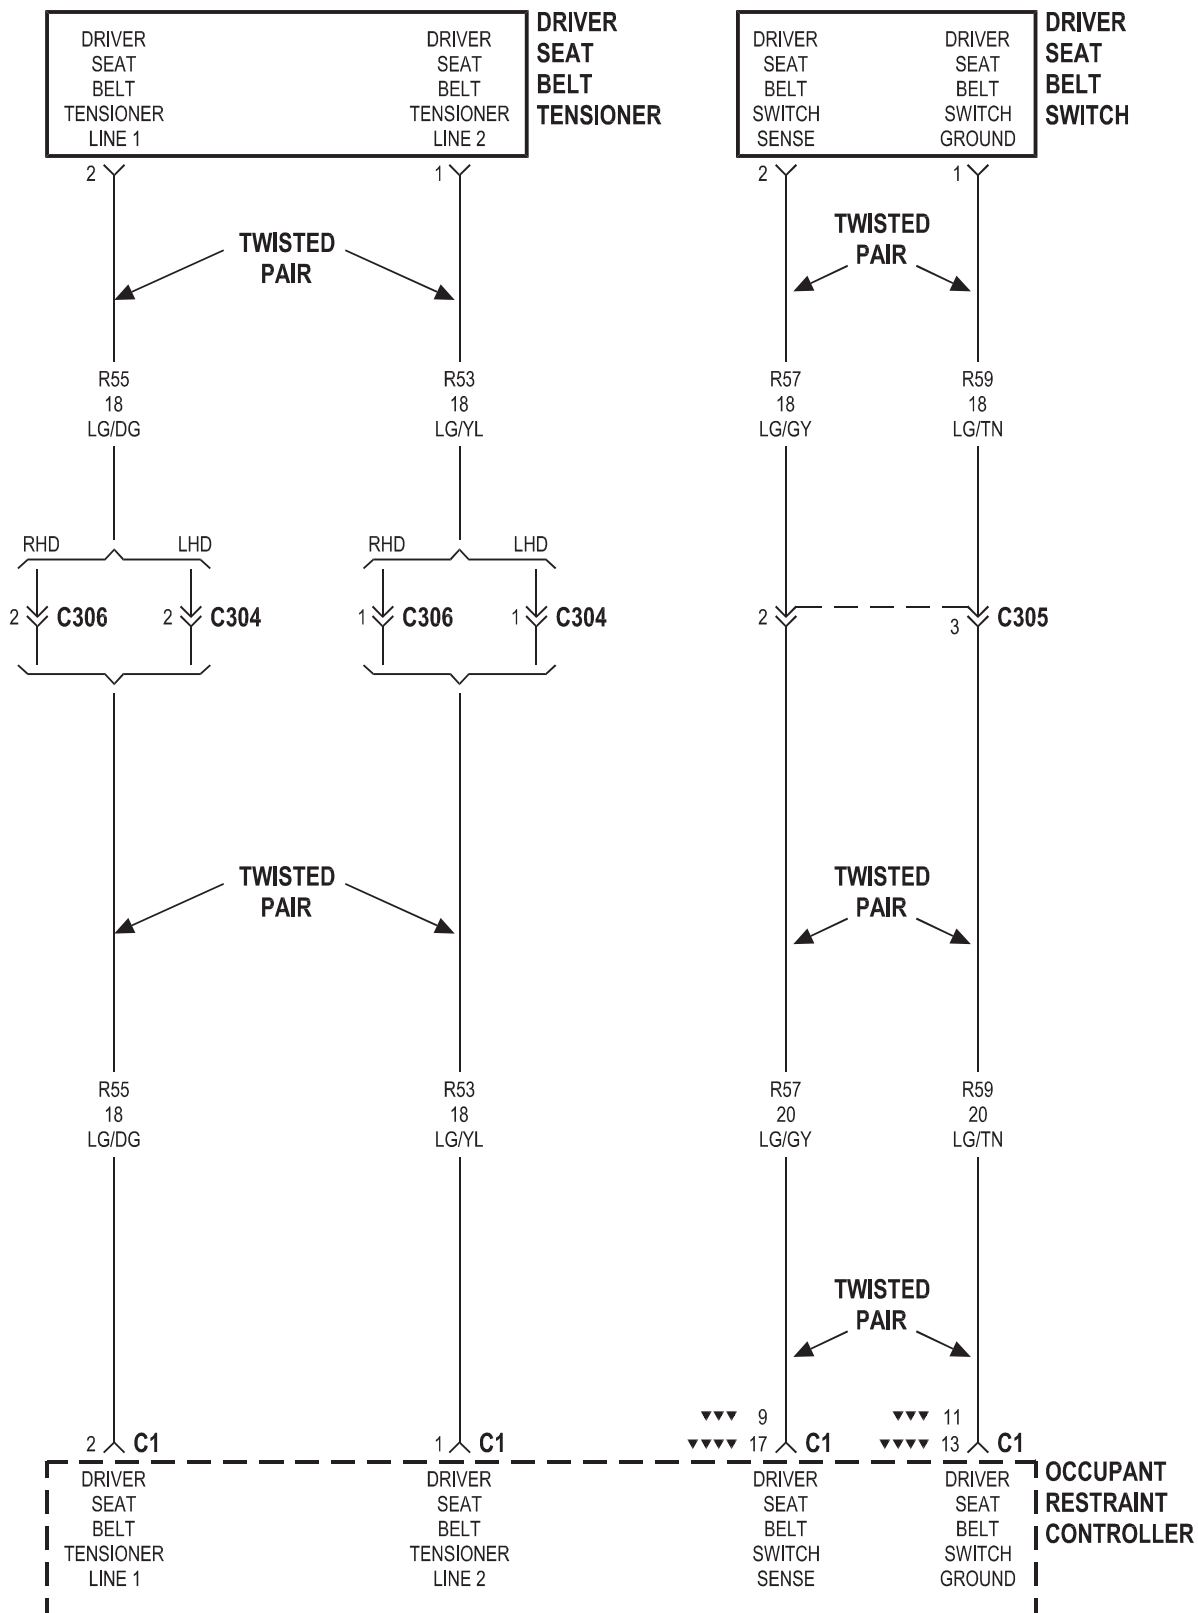 DRIVER
SEAT
BELT
TENSIONER
LINE 1
DRIVER
SEAT
BELT
TENSIONER
LINE 2
DRIVER
SEAT
BELT
TENSIONER
DRIVER
SEAT
BELT
SWITCH
SENSE
DRIVER
SEAT
BELT
SWITCH
GROUND
DRIVER
SEAT
BELT
SWITCH
2
1
2
1
TWISTED
PAIR
TWISTED
PAIR
R55
18
LG/DG
R53
18
LG/YL
R57
18
LG/GY
R59
18
LG/TN
RHD
LHD
RHD
LHD
2 C306
2 C304
1 C306
1 C304
2
3 C305
TWISTED
PAIR
TWISTED
PAIR
R55
18
LG/DG
R53
18
LG/YL
R57
20
LG/GY
R59
20
LG/TN
TWISTED
PAIR
2 C1
1 C1
▼▼▼ 9
▼▼▼▼ 17 C1
▼▼▼ 11
▼▼▼▼ 13 C1
DRIVER
SEAT
BELT
TENSIONER
LINE 1
DRIVER
SEAT
BELT
TENSIONER
LINE 2
DRIVER
SEAT
BELT
SWITCH
SENSE
DRIVER
SEAT
BELT
SWITCH
GROUND
OCCUPANT
RESTRAINT
CONTROLLER